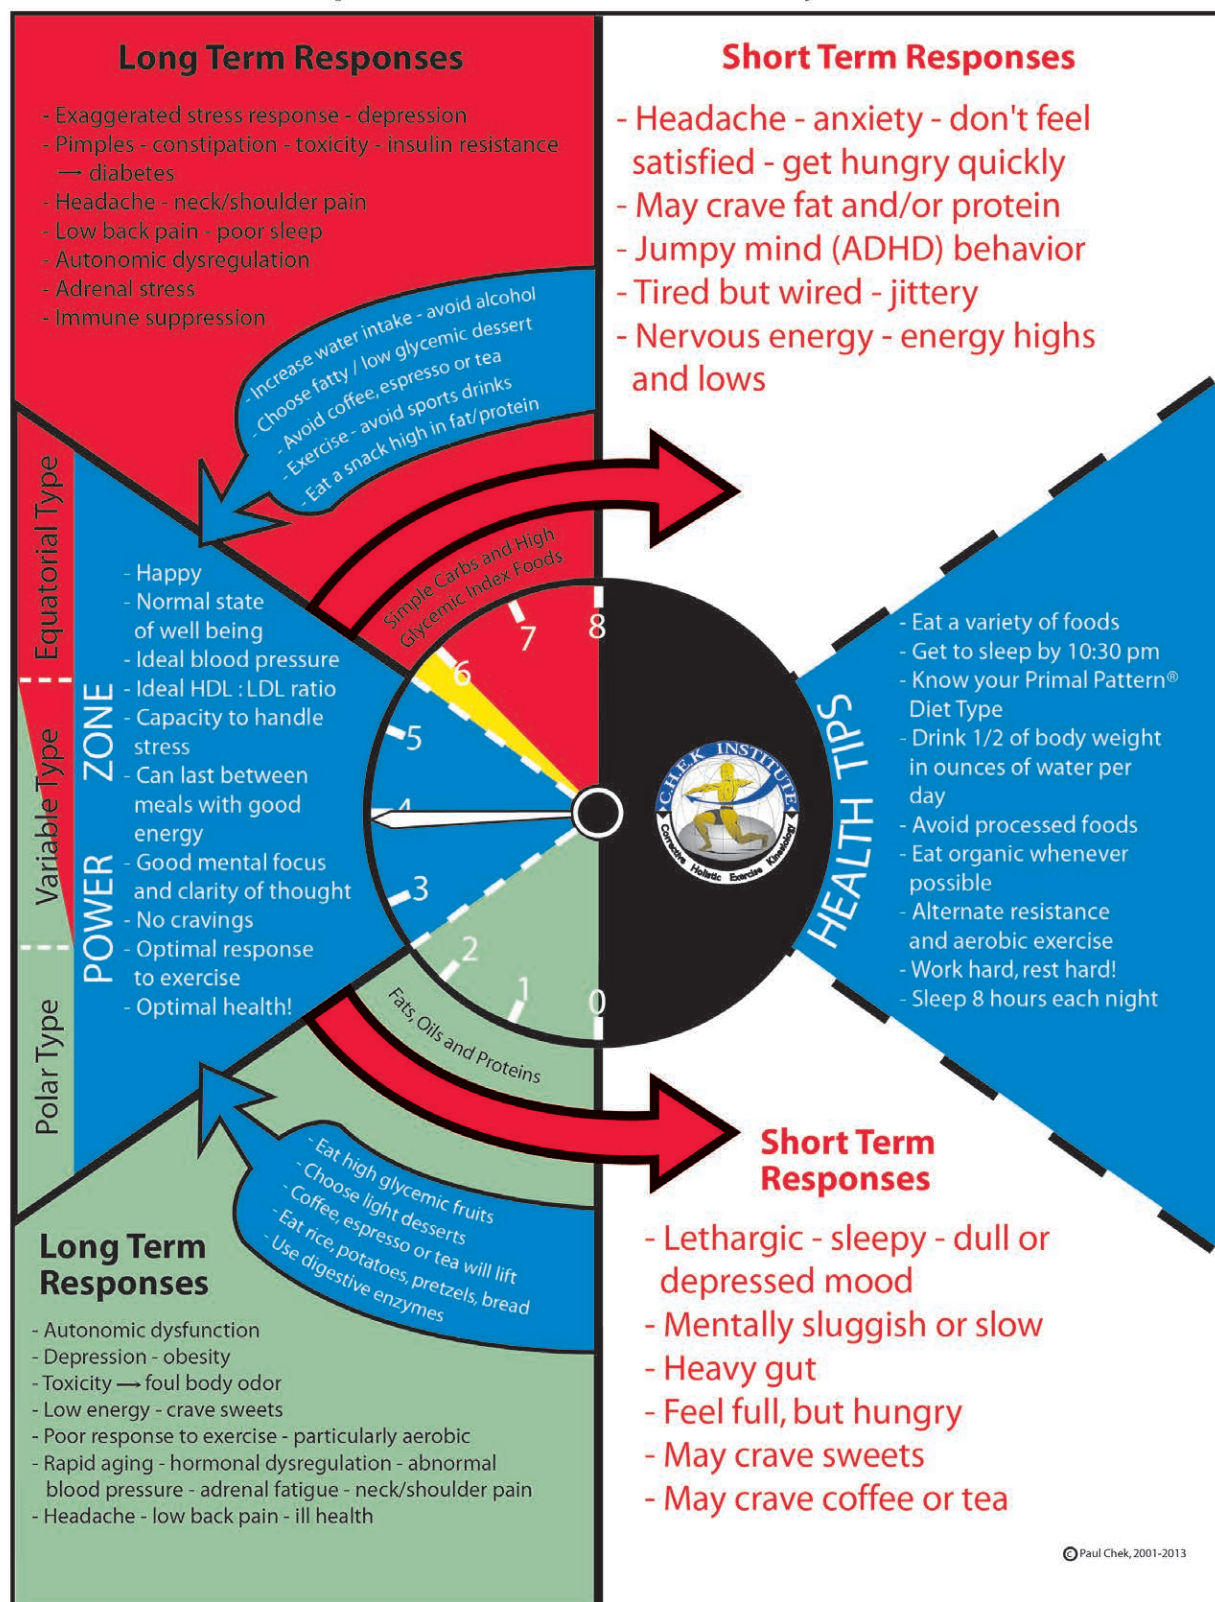 Long Term Responses
- Exaggerated stress response - depression
- Pimples - constipation - toxicity - insulin resistance
→ diabetes
- Headache - neck/shoulder pain
- Low back pain - poor sleep
- Autonomic dysregulation
- Adrenal stress
- Immune suppression
Short Term Responses
- Headache - anxiety - don't feel
satisfied - get hungry quickly
- May crave fat and/or protein
- Jumpy mind (ADHD) behavior
- Tired but wired - jittery
- Nervous energy - energy highs
and lows
- Increase water intake - avoid alcohol
- Choose fatty / low glycemic dessert
- Avoid coffee, espresso or tea
- Exercise - avoid sports drinks
- Eat a snack high in fat/protein
Simple Carbs and High
Glycemic Index Foods
Equatorial Type
Variable Type
Polar Type
POWER ZONE
- Happy
- Normal state
of well being
- Ideal blood pressure
- Ideal HDL : LDL ratio
- Capacity to handle
stress
- Can last between
meals with good
energy
- Good mental focus
and clarity of thought
- No cravings
- Optimal response
to exercise
- Optimal health!
8
7
6
5
4
3
2
1
0
C.H.E.K INSTITUTE
Corrective Holistic Exercise Kinesiology
HEALTH TIPS
- Eat a variety of foods
- Get to sleep by 10:30 pm
- Know your Primal Pattern®
Diet Type
- Drink 1/2 of body weight
in ounces of water per
day
- Avoid processed foods
- Eat organic whenever
possible
- Alternate resistance
and aerobic exercise
- Work hard, rest hard!
- Sleep 8 hours each night
Fats, Oils and Proteins
- Eat high glycemic fruits
- Choose light desserts
- Coffee, espresso or tea will lift
- Eat rice, potatoes, pretzels, bread
- Use digestive enzymes
Long Term
Responses
- Autonomic dysfunction
- Depression - obesity
- Toxicity → foul body odor
- Low energy - crave sweets
- Poor response to exercise - particularly aerobic
- Rapid aging - hormonal dysregulation - abnormal
blood pressure - adrenal fatigue - neck/shoulder pain
- Headache - low back pain - ill health
Short Term
Responses
- Lethargic - sleepy - dull or
depressed mood
- Mentally sluggish or slow
- Heavy gut
- Feel full, but hungry
- May crave sweets
- May crave coffee or tea
© Paul Chek, 2001-2013